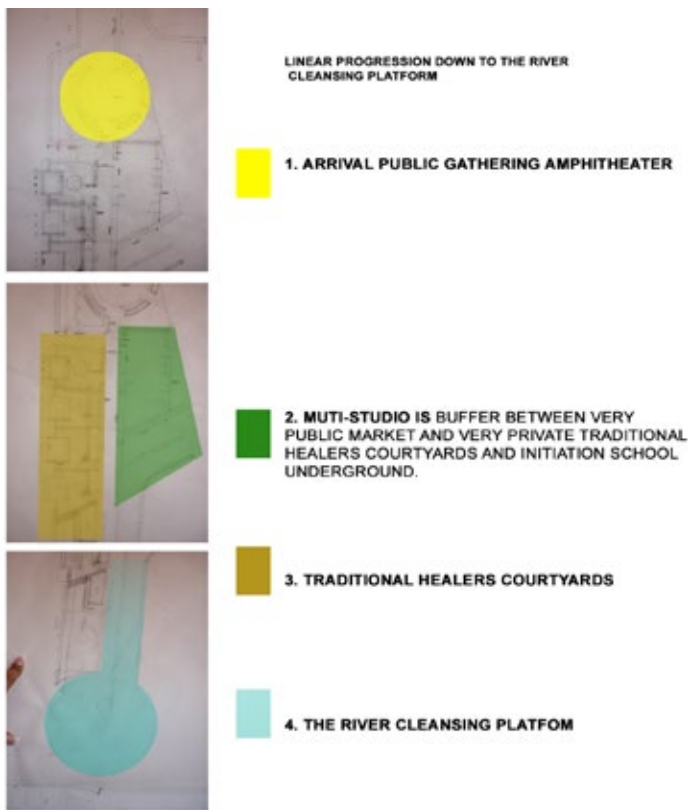 LINEAR PROGRESSION DOWN TO THE RIVER
CLEANSING PLATFORM
1. ARRIVAL PUBLIC GATHERING AMPHITHEATER
2. MUTI-STUDIO IS BUFFER BETWEEN VERY
PUBLIC MARKET AND VERY PRIVATE TRADITIONAL
HEALERS COURTYARDS AND INITIATION SCHOOL
UNDERGROUND.
3. TRADITIONAL HEALERS COURTYARDS
4. THE RIVER CLEANSING PLATFOM